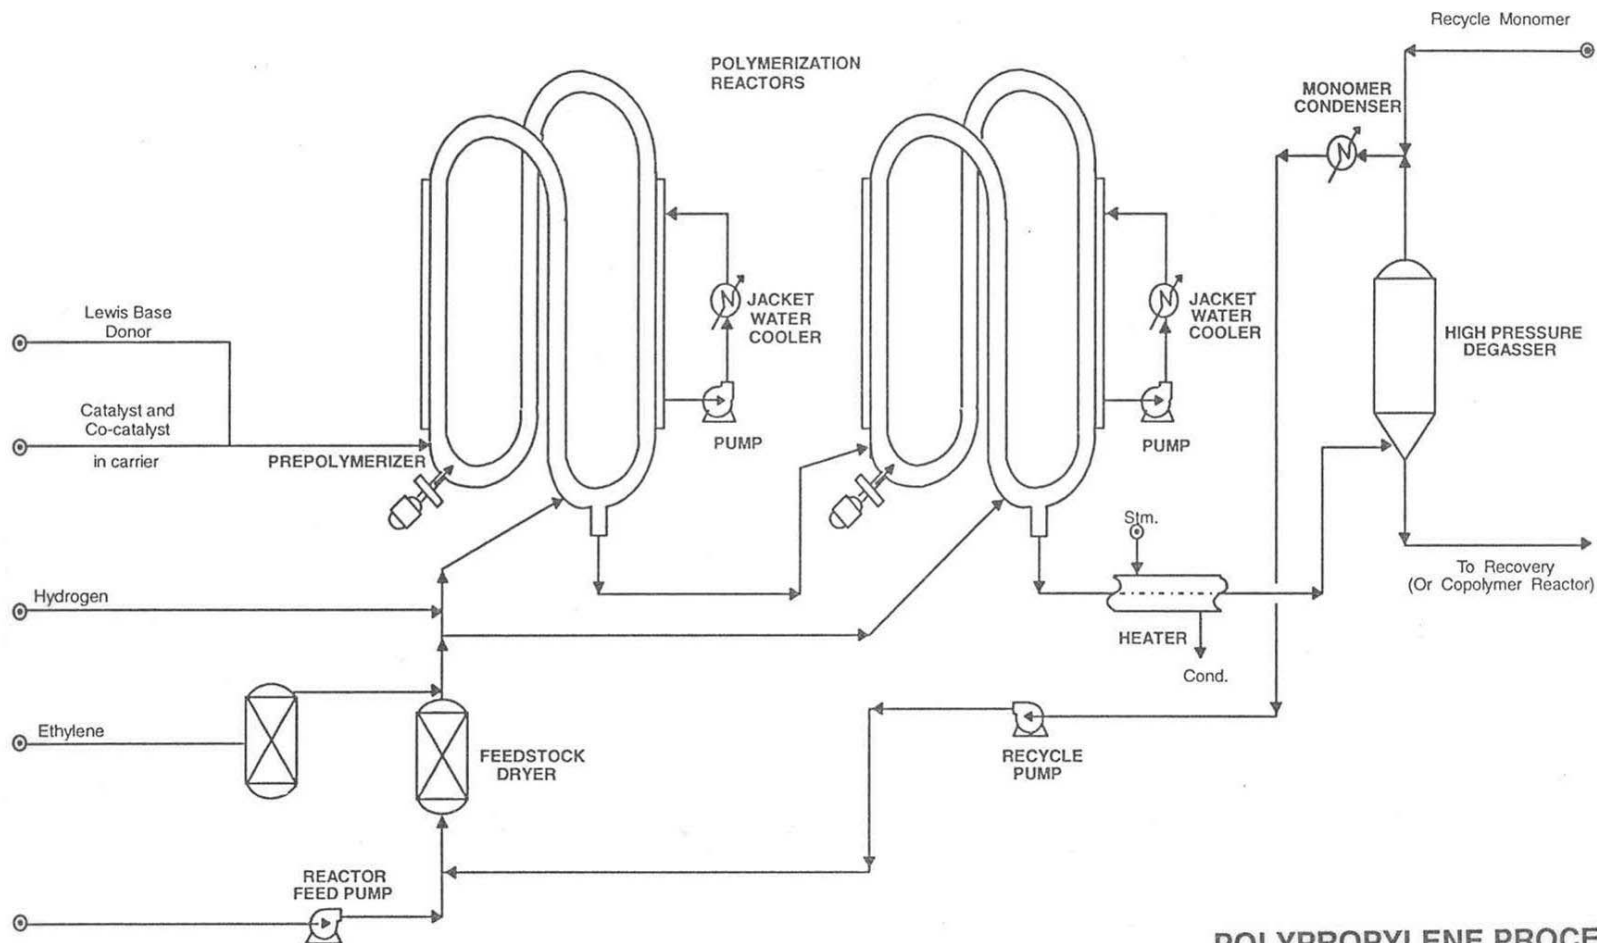 Recycle Monomer
POLYMERIZATION
REACTORS
MONOMER
CONDENSER
JACKET
WATER
COOLER
JACKET
WATER
COOLER
Lewis Base
Donor
HIGH PRESSURE
DEGASSER
Catalyst and
Co-catalyst
in carrier
PREPOLYMERIZER
PUMP
PUMP
Stm.
To Recovery
(Or Copolymer Reactor)
Hydrogen
HEATER
Cond.
Ethylene
FEEDSTOCK
DRYER
RECYCLE
PUMP
REACTOR
FEED PUMP
POLYPROPYLENE PROCE